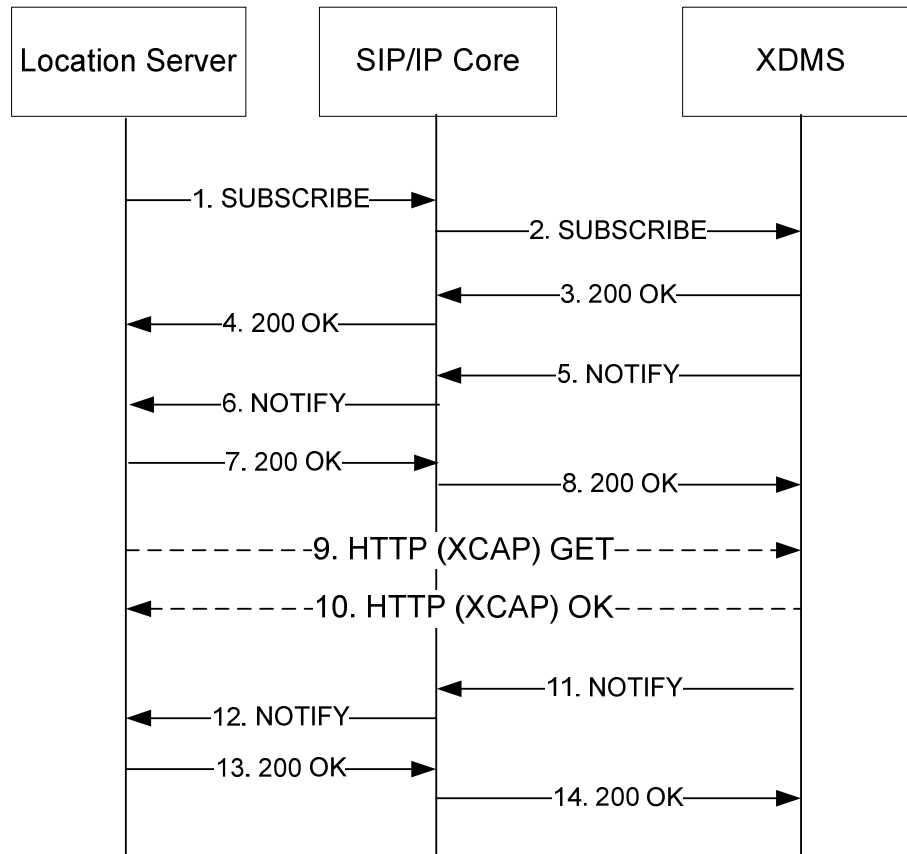 Location Server
SIP/IP Core
XDMS
1. SUBSCRIBE
2. SUBSCRIBE
3. 200 OK
4. 200 OK
5. NOTIFY
6. NOTIFY
7. 200 OK
8. 200 OK
9. HTTP (XCAP) GET
10. HTTP (XCAP) OK
11. NOTIFY
12. NOTIFY
13. 200 OK
14. 200 OK